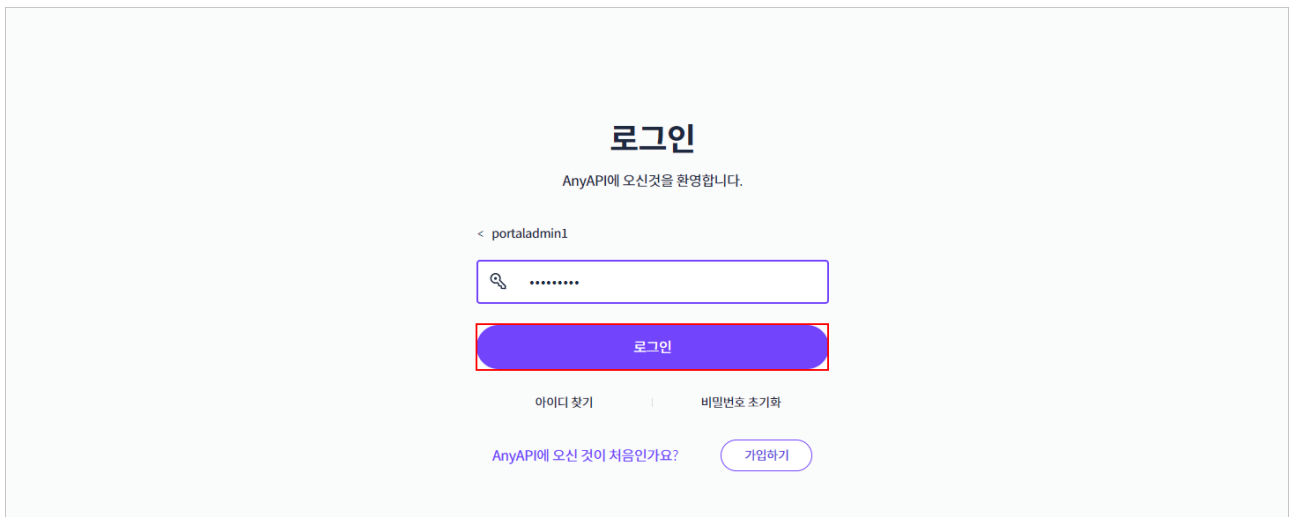 로그인
AnyAPI에 오신것을 환영합니다.
< portaladmin1
•••••••••
로그인
아이디 찾기 | 비밀번호 초기화
AnyAPI에 오신 것이 처음인가요? 가입하기